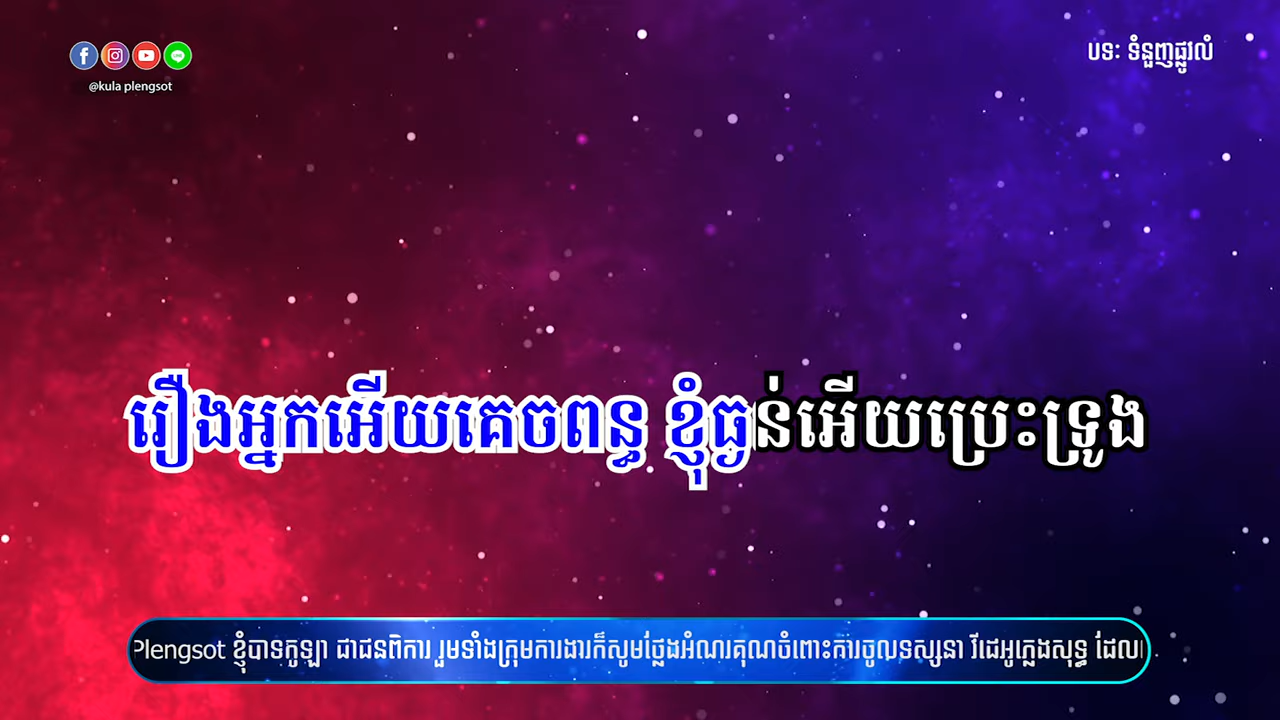 បទៈ ទំនួញផ្លូវលំ
@kula plengsot
រឿងអ្នកអើយគេចពន្ធ ខ្ញុំធ្ងន់អើយប្រេះទ្រូង
Plengsot ខ្ញុំបាទកូឡា ជាជនពិការ រួមទាំងក្រុមការងារក៏សូមថ្លែងអំណរគុណចំពោះការចូលទស្សនា វីដេអូភ្លេងសុទ្ធ ដែល